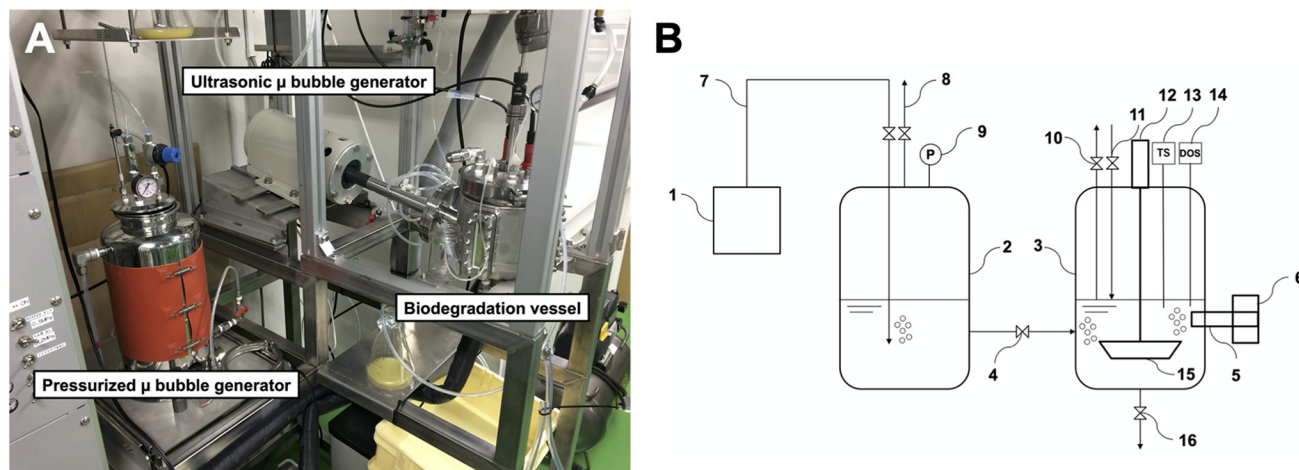 A
Ultrasonic μ bubble generator
Biodegradation vessel
Pressurized μ bubble generator
B
7
8
11
12
13
14
9
10
P
TS
DOS
1
2
3
6
4
15
5
16